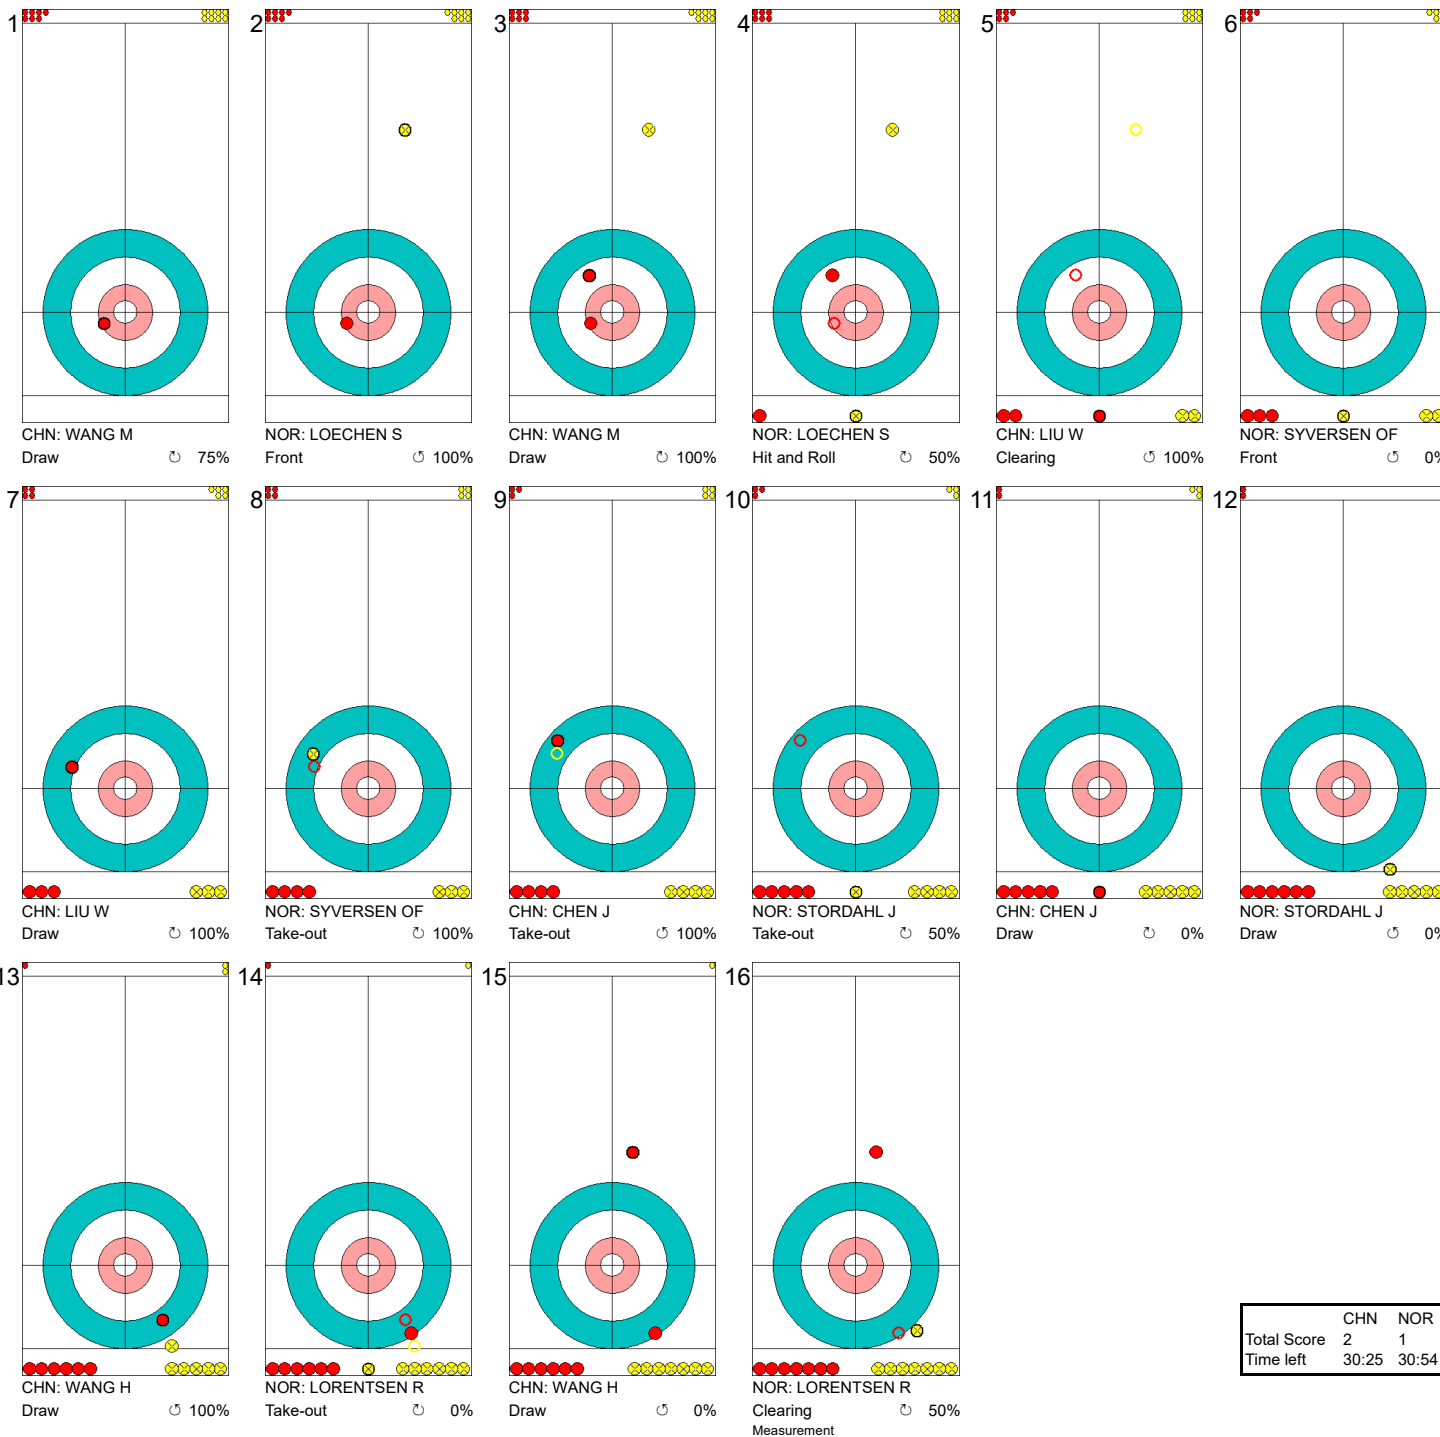 1
CHN: WANG M
Draw ↻ 75%
2
NOR: LOECHEN S
Front ↺ 100%
3
CHN: WANG M
Draw ↻ 100%
4
NOR: LOECHEN S
Hit and Roll ↻ 50%
5
CHN: LIU W
Clearing ↺ 100%
6
NOR: SYVERSEN OF
Front ↺ 0%
7
CHN: LIU W
Draw ↻ 100%
8
NOR: SYVERSEN OF
Take-out ↻ 100%
9
CHN: CHEN J
Take-out ↻ 100%
10
NOR: STORDAHL J
Take-out ↻ 50%
11
CHN: CHEN J
Draw ↻ 0%
12
NOR: STORDAHL J
Draw ↺ 0%
13
CHN: WANG H
Draw ↺ 100%
14
NOR: LORENTSEN R
Take-out ↻ 0%
15
CHN: WANG H
Draw ↺ 0%
16
NOR: LORENTSEN R
Clearing ↻ 50%
Measurement
CHN NOR
Total Score 2 1
Time left 30:25 30:54